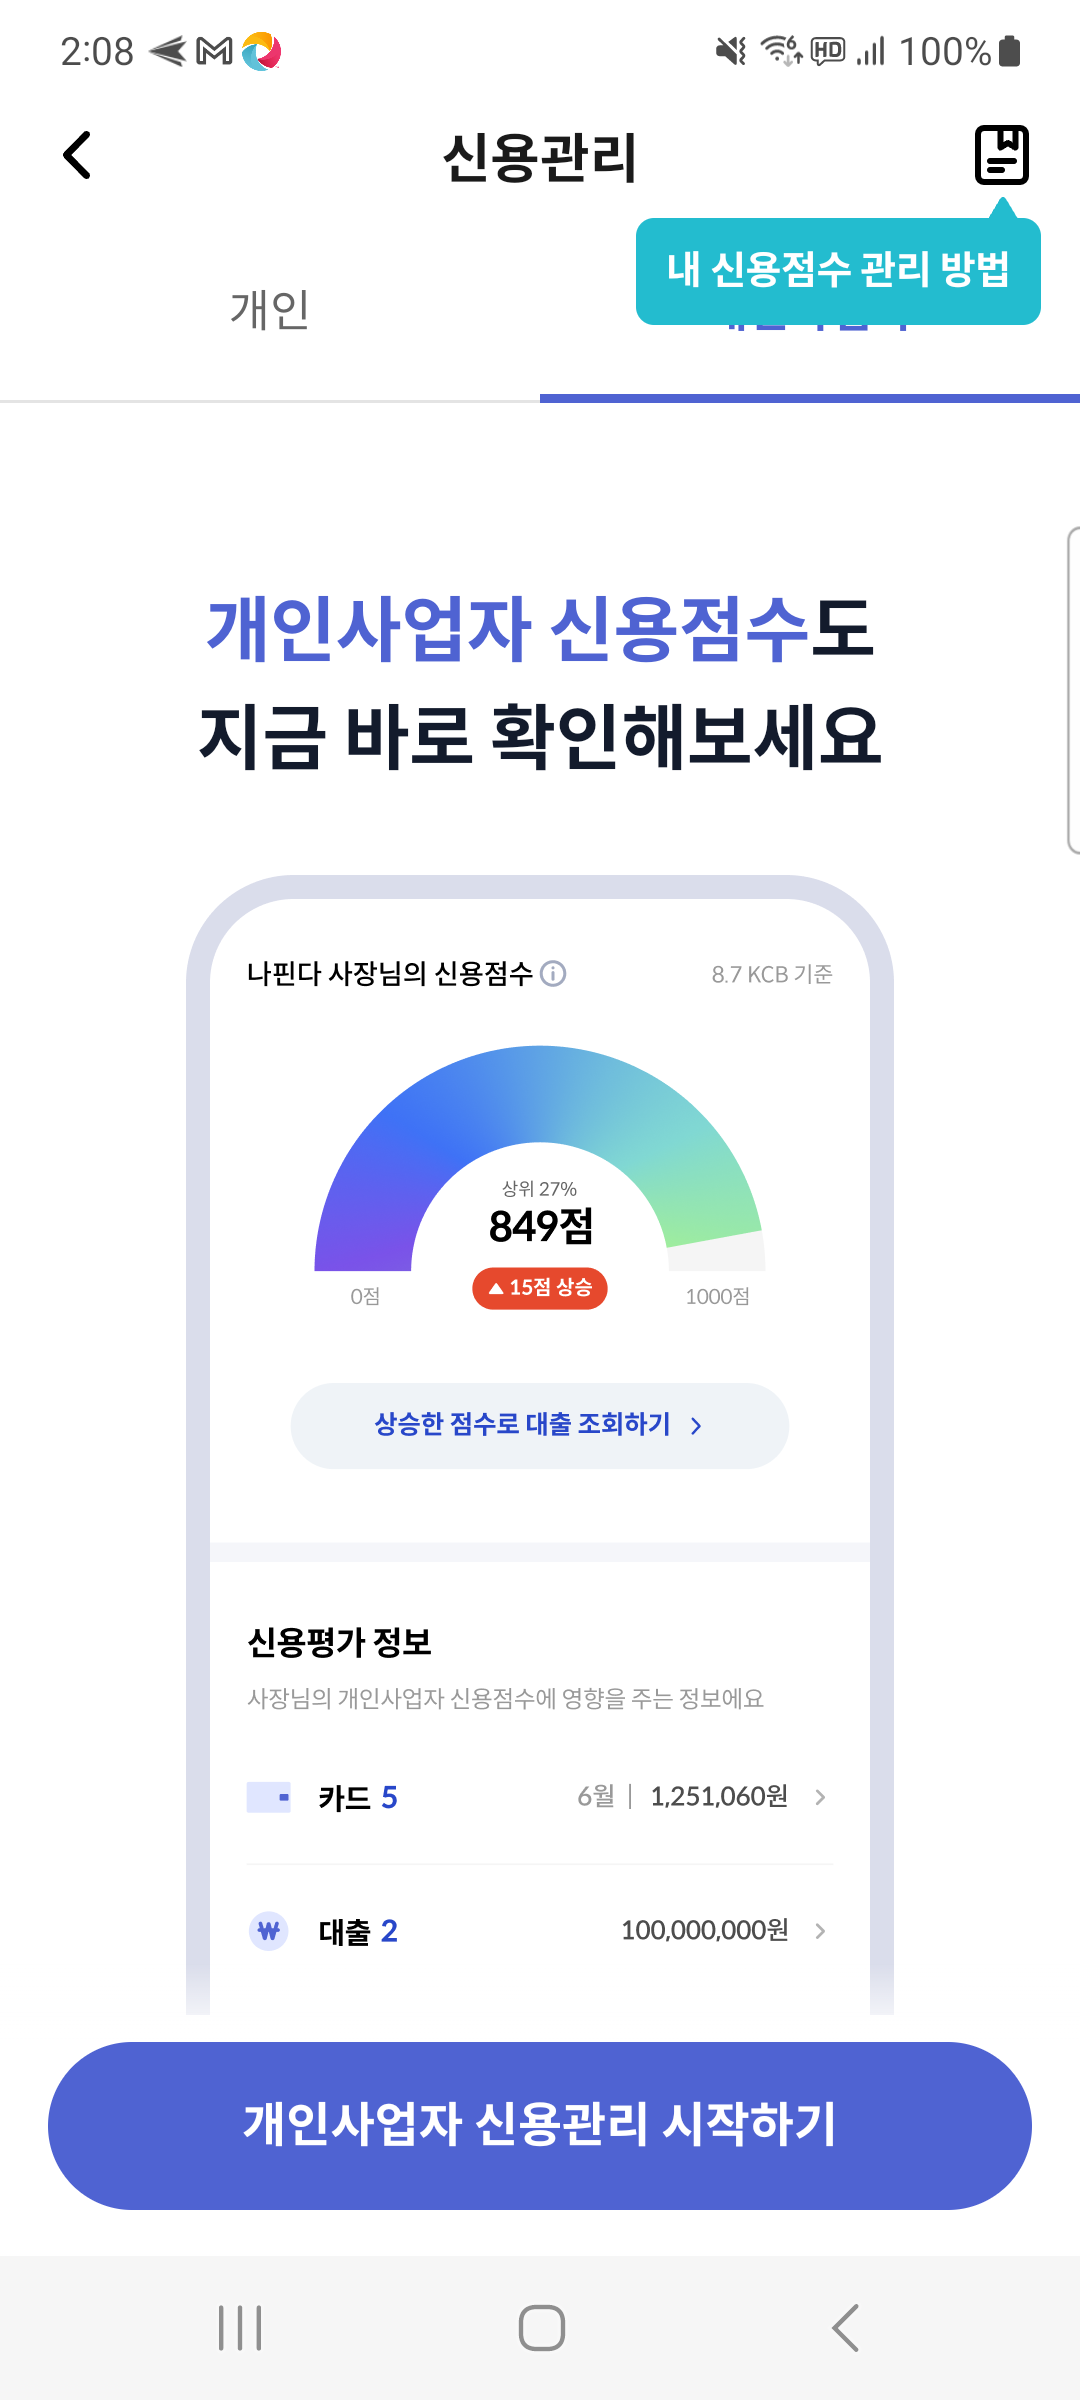 2:08
HD
100%
신용관리
내 신용점수 관리 방법
개인
개인사업자 신용점수도
지금 바로 확인해보세요
나핀다 사장님의 신용점수
8.7 KCB 기준
상위 27%
849점
15점 상승
0점
1000점
상승한 점수로 대출 조회하기
신용평가 정보
사장님의 개인사업자 신용점수에 영향을 주는 정보에요
카드 5
6월 | 1,251,060원
대출 2
100,000,000원
개인사업자 신용관리 시작하기